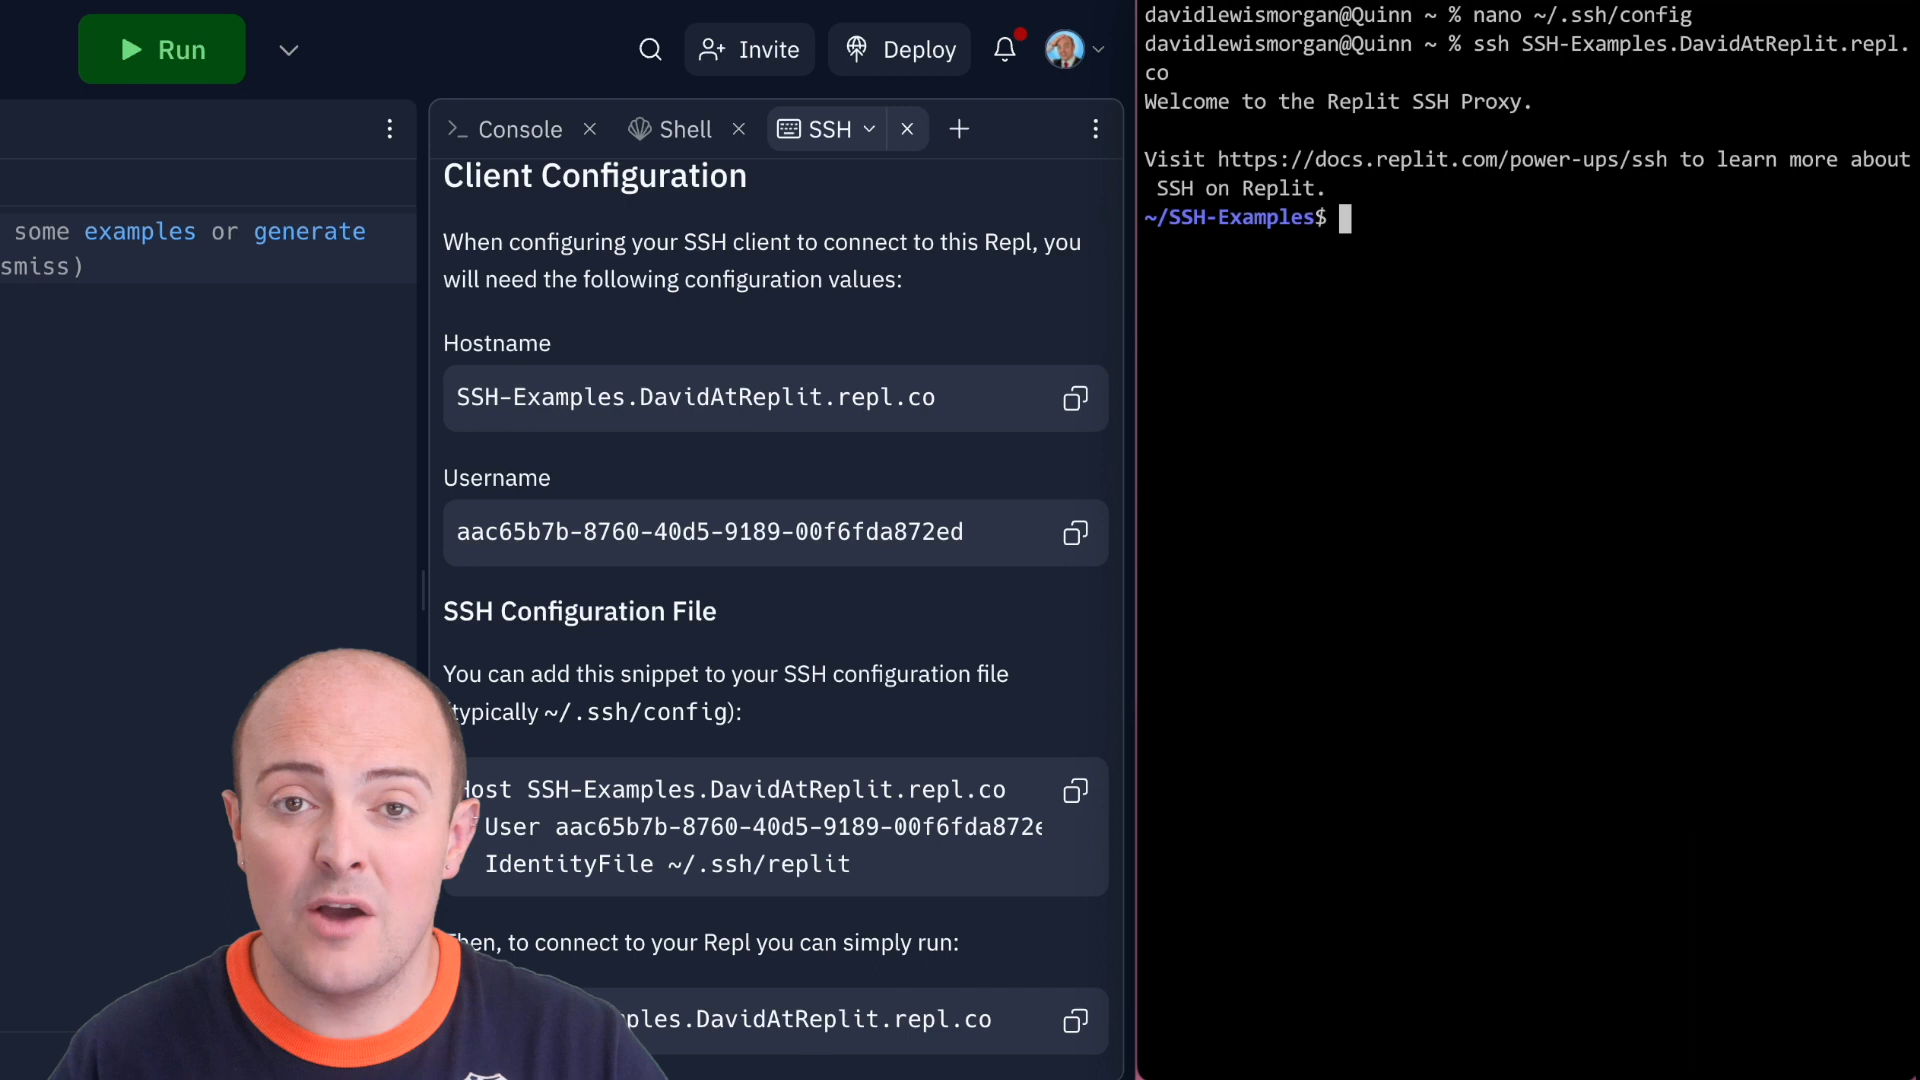 Run
Invite
Deploy
Console
Shell
SSH
some examples or generate
smiss)
Client Configuration
When configuring your SSH client to connect to this Repl, you
will need the following configuration values:
Hostname
SSH-Examples.DavidAtReplit.repl.co
Username
aac65b7b-8760-40d5-9189-00f6fda872ed
SSH Configuration File
You can add this snippet to your SSH configuration file
typically ~/.ssh/config):
Host SSH-Examples.DavidAtReplit.repl.co
User aac65b7b-8760-40d5-9189-00f6fda872e
IdentityFile ~/.ssh/replit
Then, to connect to your Repl you can simply run:
ples.DavidAtReplit.repl.co
davidlewismorgan@Quinn ~ % nano ~/.ssh/config
davidlewismorgan@Quinn ~ % ssh SSH-Examples.DavidAtReplit.repl.
co
Welcome to the Replit SSH Proxy.
Visit https://docs.replit.com/power-ups/ssh to learn more about
SSH on Replit.
~/SSH-Examples$